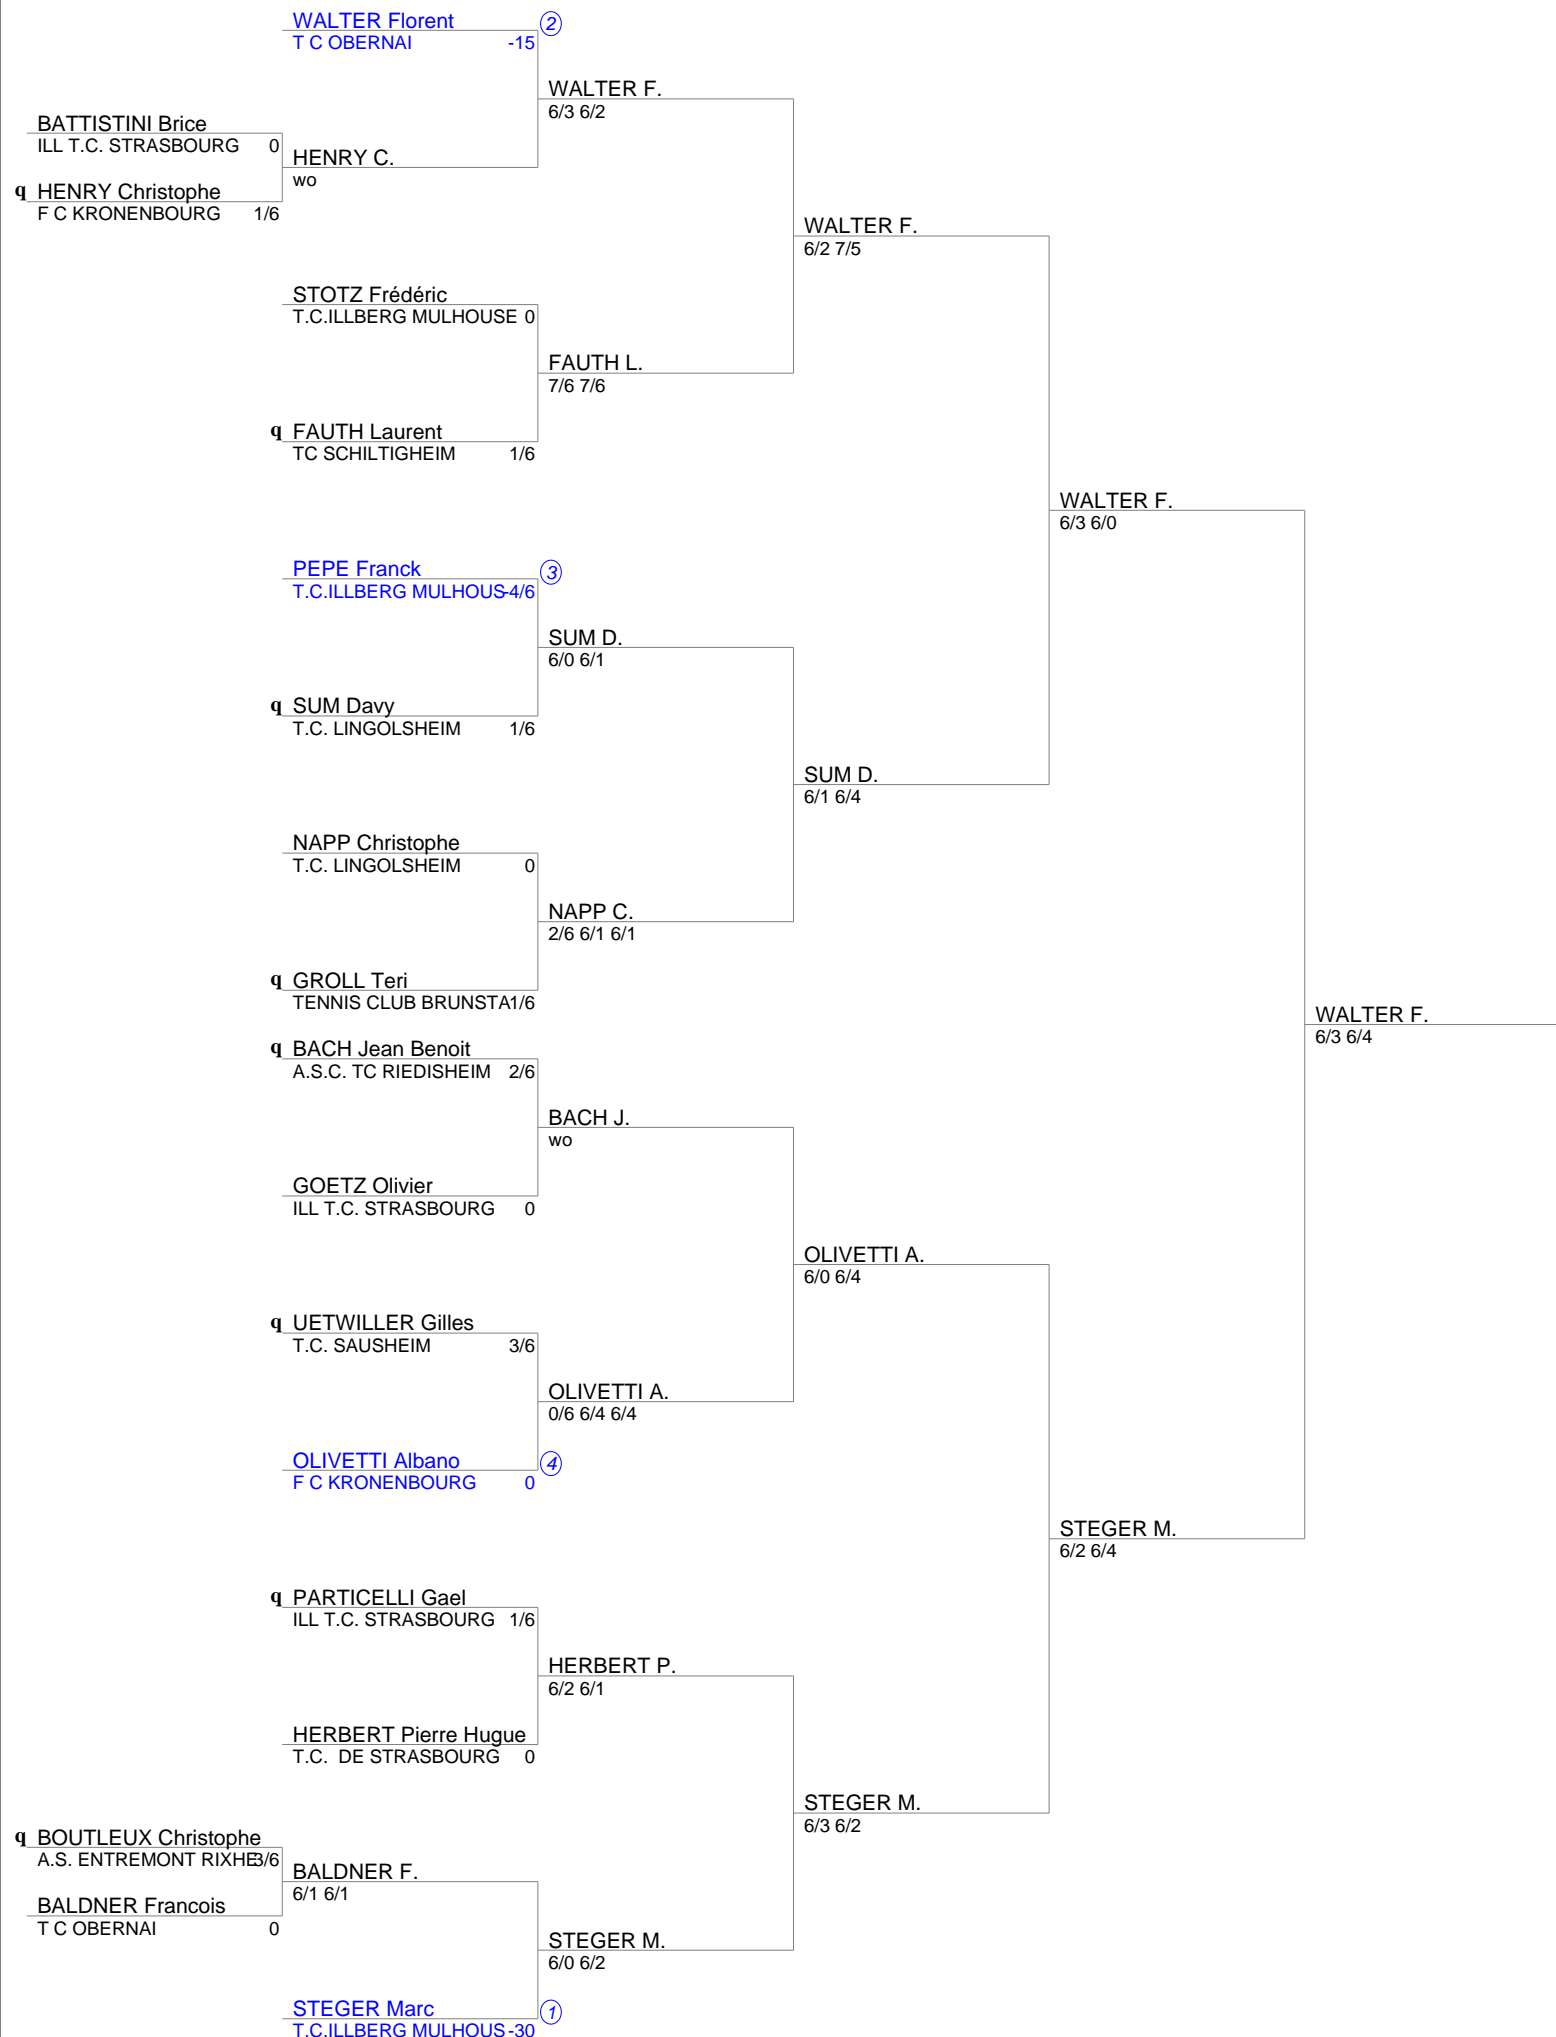 WALTER Florent 2
T C OBERNAI -15
WALTER F.
6/3 6/2
BATTISTINI Brice
ILL T.C. STRASBOURG 0
HENRY C.
wo
q HENRY Christophe
F C KRONENBOURG 1/6
WALTER F.
6/2 7/5
STOTZ Frédéric
T.C.ILLBERG MULHOUSE 0
FAUTH L.
7/6 7/6
q FAUTH Laurent
TC SCHILTIGHEIM 1/6
WALTER F.
6/3 6/0
PEPE Franck 3
T.C.ILLBERG MULHOUS-4/6
SUM D.
6/0 6/1
q SUM Davy
T.C. LINGOLSHEIM 1/6
SUM D.
6/1 6/4
NAPP Christophe
T.C. LINGOLSHEIM 0
NAPP C.
2/6 6/1 6/1
q GROLL Teri
TENNIS CLUB BRUNSTA1/6
WALTER F.
6/3 6/4
q BACH Jean Benoit
A.S.C. TC RIEDISHEIM 2/6
BACH J.
wo
GOETZ Olivier
ILL T.C. STRASBOURG 0
OLIVETTI A.
6/0 6/4
q UETWILLER Gilles
T.C. SAUSHEIM 3/6
OLIVETTI A.
0/6 6/4 6/4
OLIVETTI Albano 4
F C KRONENBOURG 0
STEGER M.
6/2 6/4
q PARTICELLI Gael
ILL T.C. STRASBOURG 1/6
HERBERT P.
6/2 6/1
HERBERT Pierre Hugue
T.C. DE STRASBOURG 0
STEGER M.
6/3 6/2
q BOUTLEUX Christophe
A.S. ENTREMONT RIXHE3/6
BALDNER F.
6/1 6/1
BALDNER Francois
T C OBERNAI 0
STEGER M.
6/0 6/2
STEGER Marc 1
T.C.ILLBERG MULHOUS -30